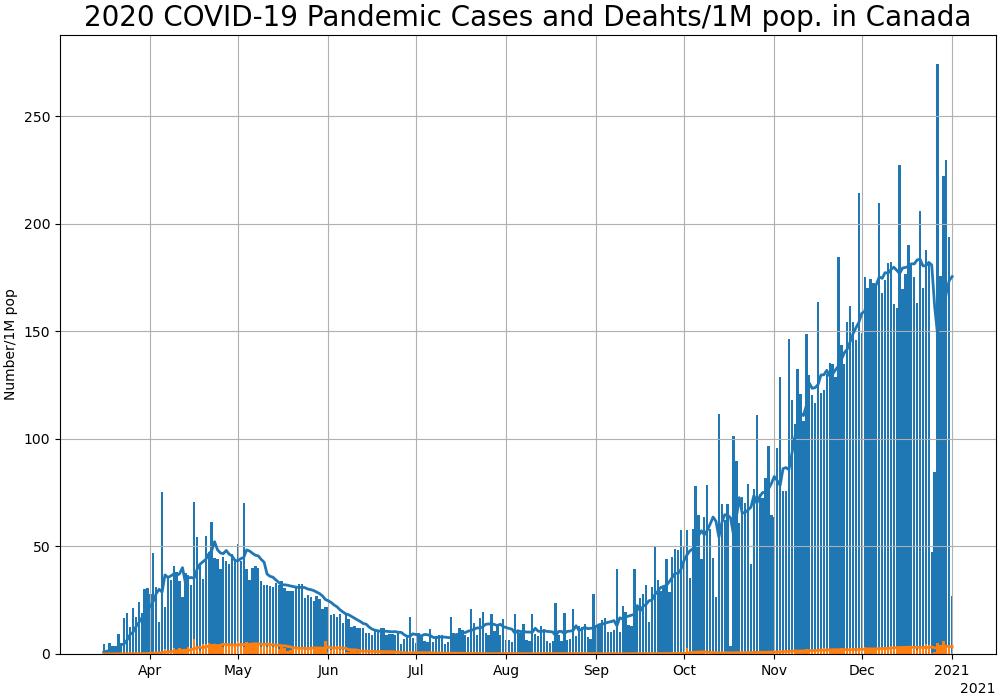 2020 COVID-19 Pandemic Cases and Deahts/1M pop. in Canada
Number/1M pop
250
200
150
100
50
0
Apr May Jun Jul Aug Sep Oct Nov Dec 2021
2021